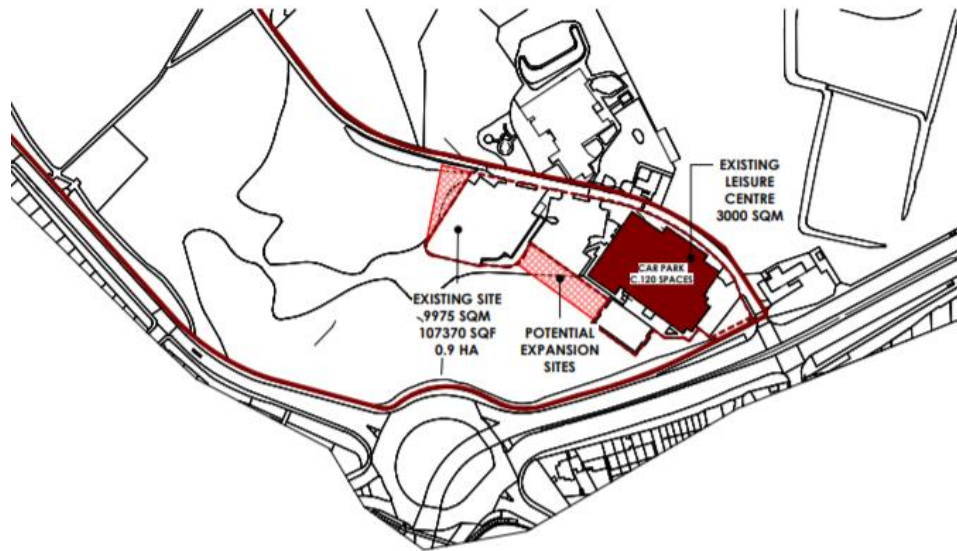 EXISTING
LEISURE
CENTRE
3000 SQM
CAR PARK
C.120 SPACES
EXISTING SITE
9975 SQM
107370 SQF
0.9 HA
POTENTIAL
EXPANSION
SITES